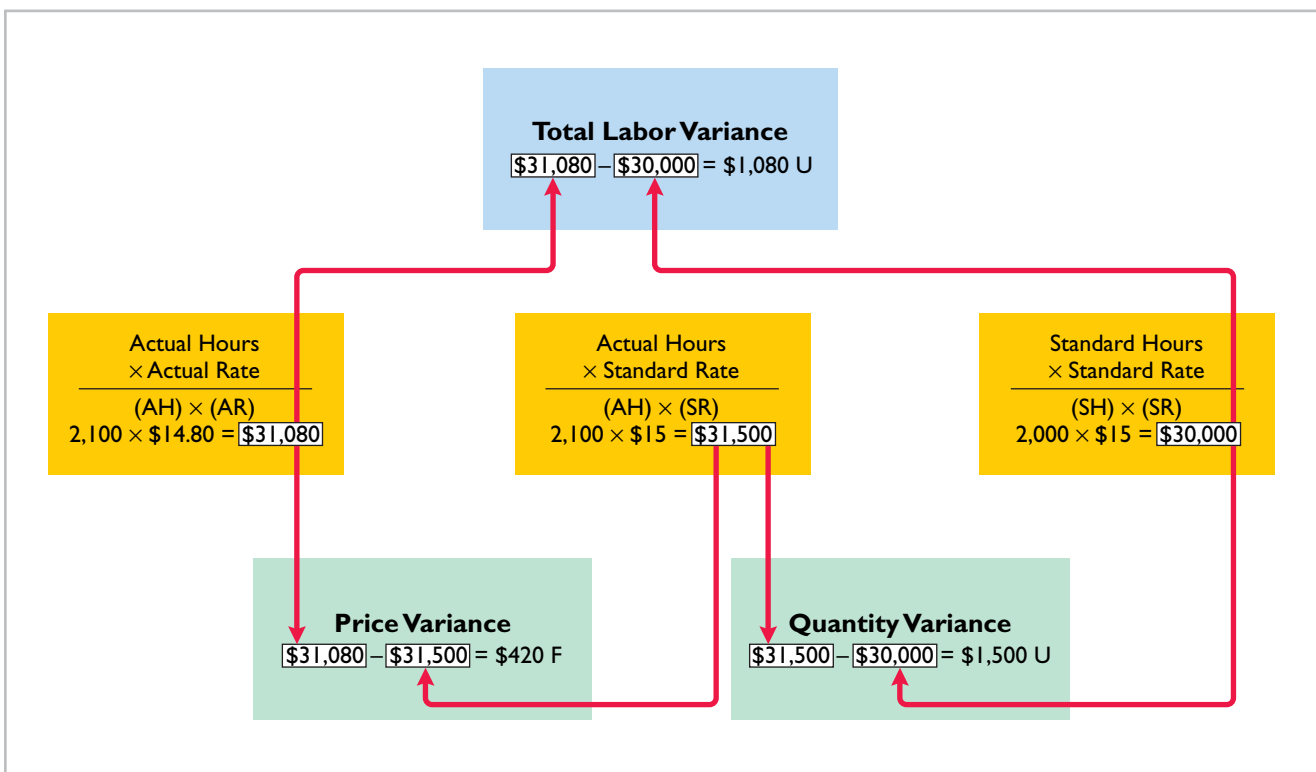 Total Labor Variance
$31,080 – $30,000 = $1,080 U
Actual Hours
× Actual Rate
(AH) × (AR)
2,100 × $14.80 = $31,080
Actual Hours
× Standard Rate
(AH) × (SR)
2,100 × $15 = $31,500
Standard Hours
× Standard Rate
(SH) × (SR)
2,000 × $15 = $30,000
Price Variance
$31,080 – $31,500 = $420 F
Quantity Variance
$31,500 – $30,000 = $1,500 U